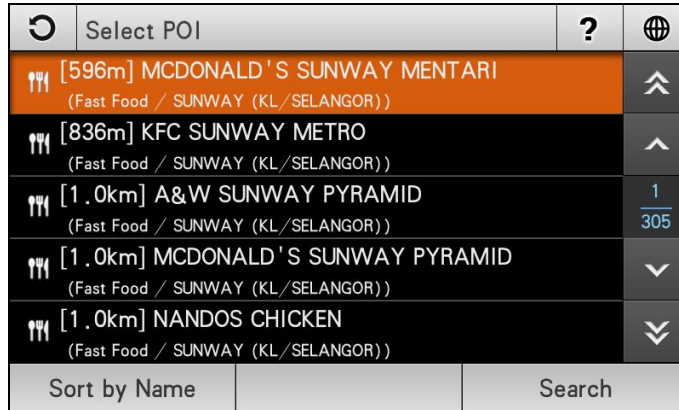 Select POI
?
[596m] MCDONALD'S SUNWAY MENTARI
(Fast Food / SUNWAY (KL/SELANGOR))
[836m] KFC SUNWAY METRO
(Fast Food / SUNWAY (KL/SELANGOR))
[1.0km] A&W SUNWAY PYRAMID
(Fast Food / SUNWAY (KL/SELANGOR))
1
305
[1.0km] MCDONALD'S SUNWAY PYRAMID
(Fast Food / SUNWAY (KL/SELANGOR))
[1.0km] NANDOS CHICKEN
(Fast Food / SUNWAY (KL/SELANGOR))
Sort by Name
Search